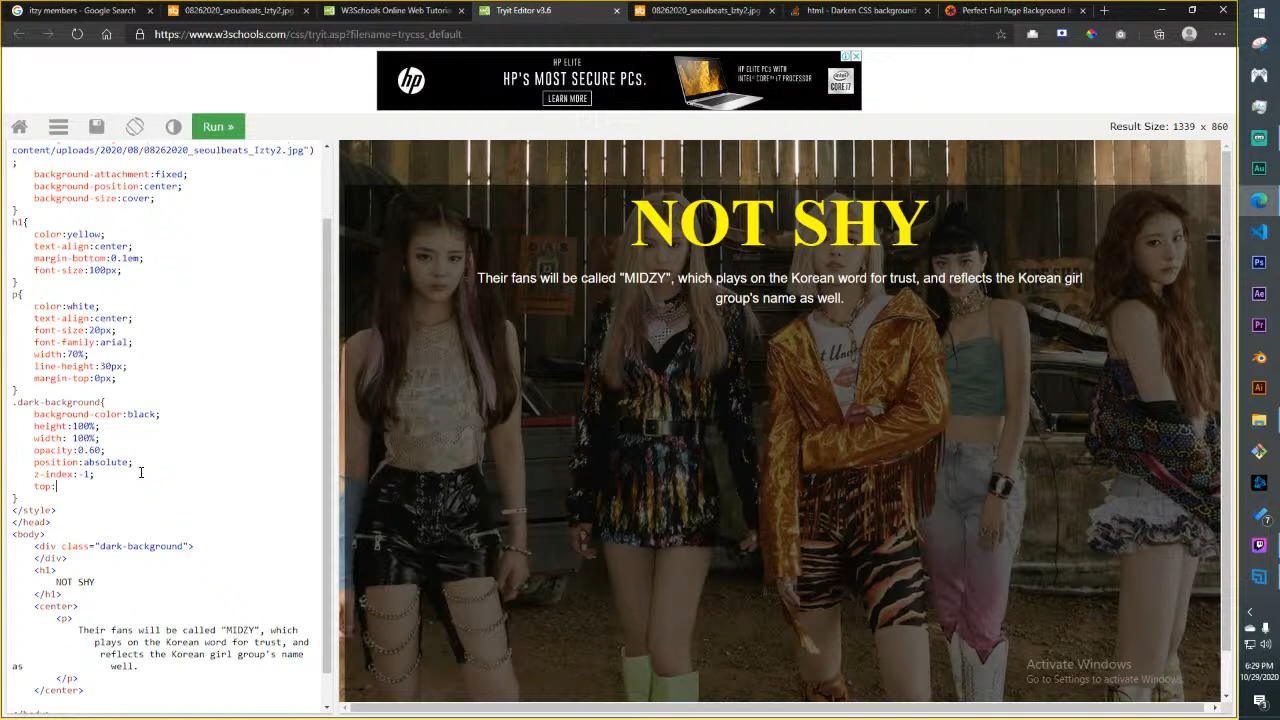 itzy members - Google Search
08262020_seoulbeats_Izty2.jpg
W3Schools Online Web Tutorials
Tryit Editor v3.6
08262020_seoulbeats_Izty2.jpg
html - Darken CSS background
Perfect Full Page Background Im
https://www.w3schools.com/css/tryit.asp?filename=trycss_default
HP ELITE
HP'S MOST SECURE PCS.
LEARN MORE
HP ELITE PCS WITH
INTEL® CORE™ i7 PROCESSOR
Run »
Result Size: 1339 x 860
content/uploads/2020/08/08262020_seoulbeats_Izty2.jpg")
;
background-attachment:fixed;
background-position:center;
background-size:cover;
}
h1{
color:yellow;
text-align:center;
margin-bottom:0.1em;
font-size:100px;
}
p{
color:white;
text-align:center;
font-size:20px;
font-family:arial;
width:70%;
line-height:30px;
margin-top:0px;
}
.dark-background{
background-color:black;
height:100%;
width: 100%;
opacity:0.60;
position:absolute;
z-index:-1;
top:
}
</style>
</head>
<body>
<div class="dark-background">
</div>
<h1>
NOT SHY
</h1>
<center>
<p>
Their fans will be called "MIDZY", which
plays on the Korean word for trust, and
reflects the Korean girl group's name
as well.
</p>
</center>
NOT SHY
Their fans will be called "MIDZY", which plays on the Korean word for trust, and reflects the Korean girl
group's name as well.
Activate Windows
Go to Settings to activate Windows.
6:29 PM
10/29/2020